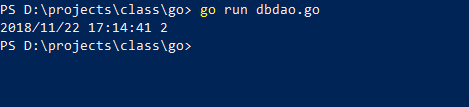 PS D:\projects\class\go> go run dbdao.go
2018/11/22 17:14:41 2
PS D:\projects\class\go>